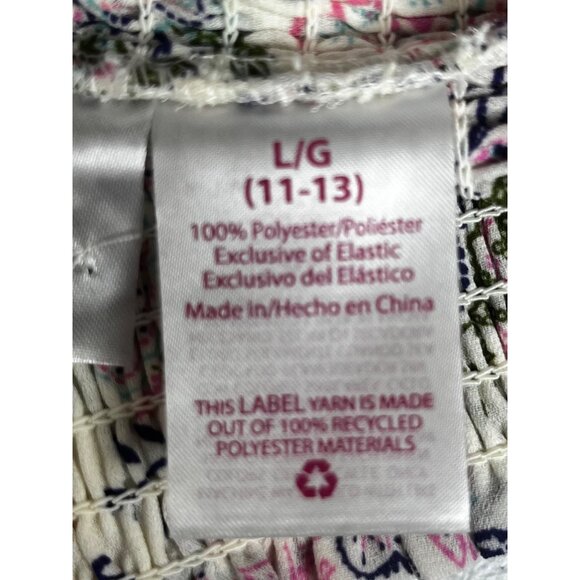 L/G
(11-13)
100% Polyester/Poliéster
Exclusive of Elastic
Exclusivo del Elástico
Made in/Hecho en China
THIS LABEL YARN IS MADE
OUT OF 100% RECYCLED
POLYESTER MATERIALS